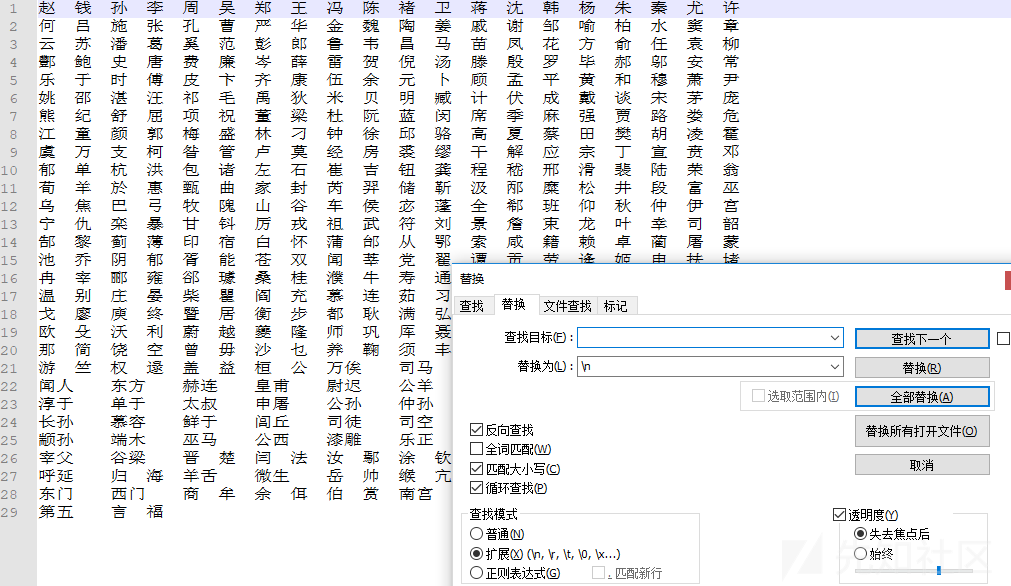 1 赵 钱 孙 李 周 吴 郑 王 冯 陈 褚 卫 蒋 沈 韩 杨 朱 秦 尤 许
2 何 吕 施 张 孔 曹 严 华 金 魏 陶 姜 戚 谢 邹 喻 柏 水 窦 章
3 云 苏 潘 葛 奚 范 彭 郎 鲁 韦 昌 马 苗 凤 花 方 俞 任 袁 柳
4 酆 鲍 史 唐 费 廉 岑 薛 雷 贺 倪 汤 滕 殷 罗 毕 郝 邬 安 常
5 乐 于 时 傅 皮 卞 齐 康 伍 余 元 卜 顾 孟 平 黄 和 穆 萧 尹
6 姚 邵 湛 汪 祁 毛 禹 狄 米 贝 明 臧 计 伏 成 戴 谈 宋 茅 庞
7 熊 纪 舒 屈 项 祝 董 梁 杜 阮 蓝 闵 席 季 麻 强 贾 路 娄 危
8 江 童 颜 郭 梅 盛 林 刁 钟 徐 邱 骆 高 夏 蔡 田 樊 胡 凌 霍
9 虞 万 支 柯 昝 管 卢 莫 经 房 裘 缪 干 解 应 宗 丁 宣 贲 邓
10 郁 单 杭 洪 包 诸 左 石 崔 吉 钮 龚 程 嵇 邢 滑 裴 陆 荣 翁
11 荀 羊 於 惠 甄 曲 家 封 芮 羿 储 靳 汲 邴 糜 松 井 段 富 巫
12 乌 焦 巴 弓 牧 隗 山 谷 车 侯 宓 蓬 全 郗 班 仰 秋 仲 伊 宫
13 宁 仇 栾 暴 甘 钭 厉 戎 祖 武 符 刘 景 詹 束 龙 叶 幸 司 韶
14 郜 黎 蓟 薄 印 宿 白 怀 蒲 邰 从 鄂 索 咸 籍 赖 卓 蔺 屠 蒙
15 池 乔 阴 郁 胥 能 苍 双 闻 莘 党 翟 谭 贡 劳 逄 姬 申 扶 堵
16 冉 宰 郦 雍 郤 璩 桑 桂 濮 牛 寿 通
17 温 别 庄 晏 柴 瞿 阎 充 慕 连 茹 习
18 戈 廖 庾 终 暨 居 衡 步 都 耿 满 弘
19 欧 殳 沃 利 蔚 越 夔 隆 师 巩 厍 聂
20 那 简 饶 空 曾 毋 沙 乜 养 鞠 须 丰
21 游 竺 权 逯 盖 益 桓 公 万俟 司马
22 闻人 东方 赫连 皇甫 尉迟 公羊
23 淳于 单于 太叔 申屠 公孙 仲孙
24 长孙 慕容 鲜于 闾丘 司徒 司空
25 颛孙 端木 巫马 公西 漆雕 乐正
26 宰父 谷梁 晋 楚 闫 法 汝 鄢 涂 钦
27 呼延 归 海 羊舌 微生 岳 帅 缑 亢
28 东门 西门 商 牟 佘 佴 伯 赏 南宫
29 第五 言 福
替换
查找 替换 文件查找 标记
查找目标(F): 查找下一个
替换为(L): \n 替换(R)
选取范围内(I) 全部替换(A)
替换所有打开文件(O)
取消
反向查找
全词匹配(W)
匹配大小写(C)
循环查找(P)
查找模式
普通(N)
扩展(X) (\n, \r, \t, \0, \x...)
正则表达式(G) . 匹配新行
透明度(Y)
失去焦点后
始终
先知社区